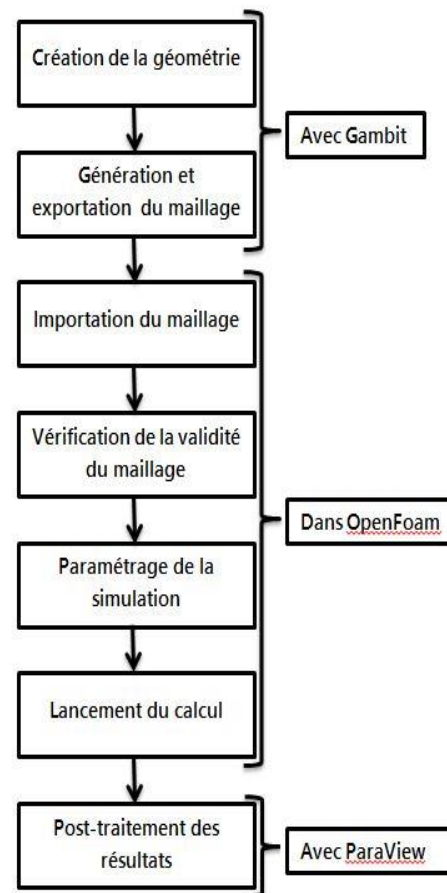 Création de la géométrie
Avec Gambit
Génération et
exportation du maillage
Importation du maillage
Vérification de la validité
du maillage
Dans OpenFoam
Paramétrage de la
simulation
Lancement du calcul
Post-traitement des
résultats
Avec ParaView